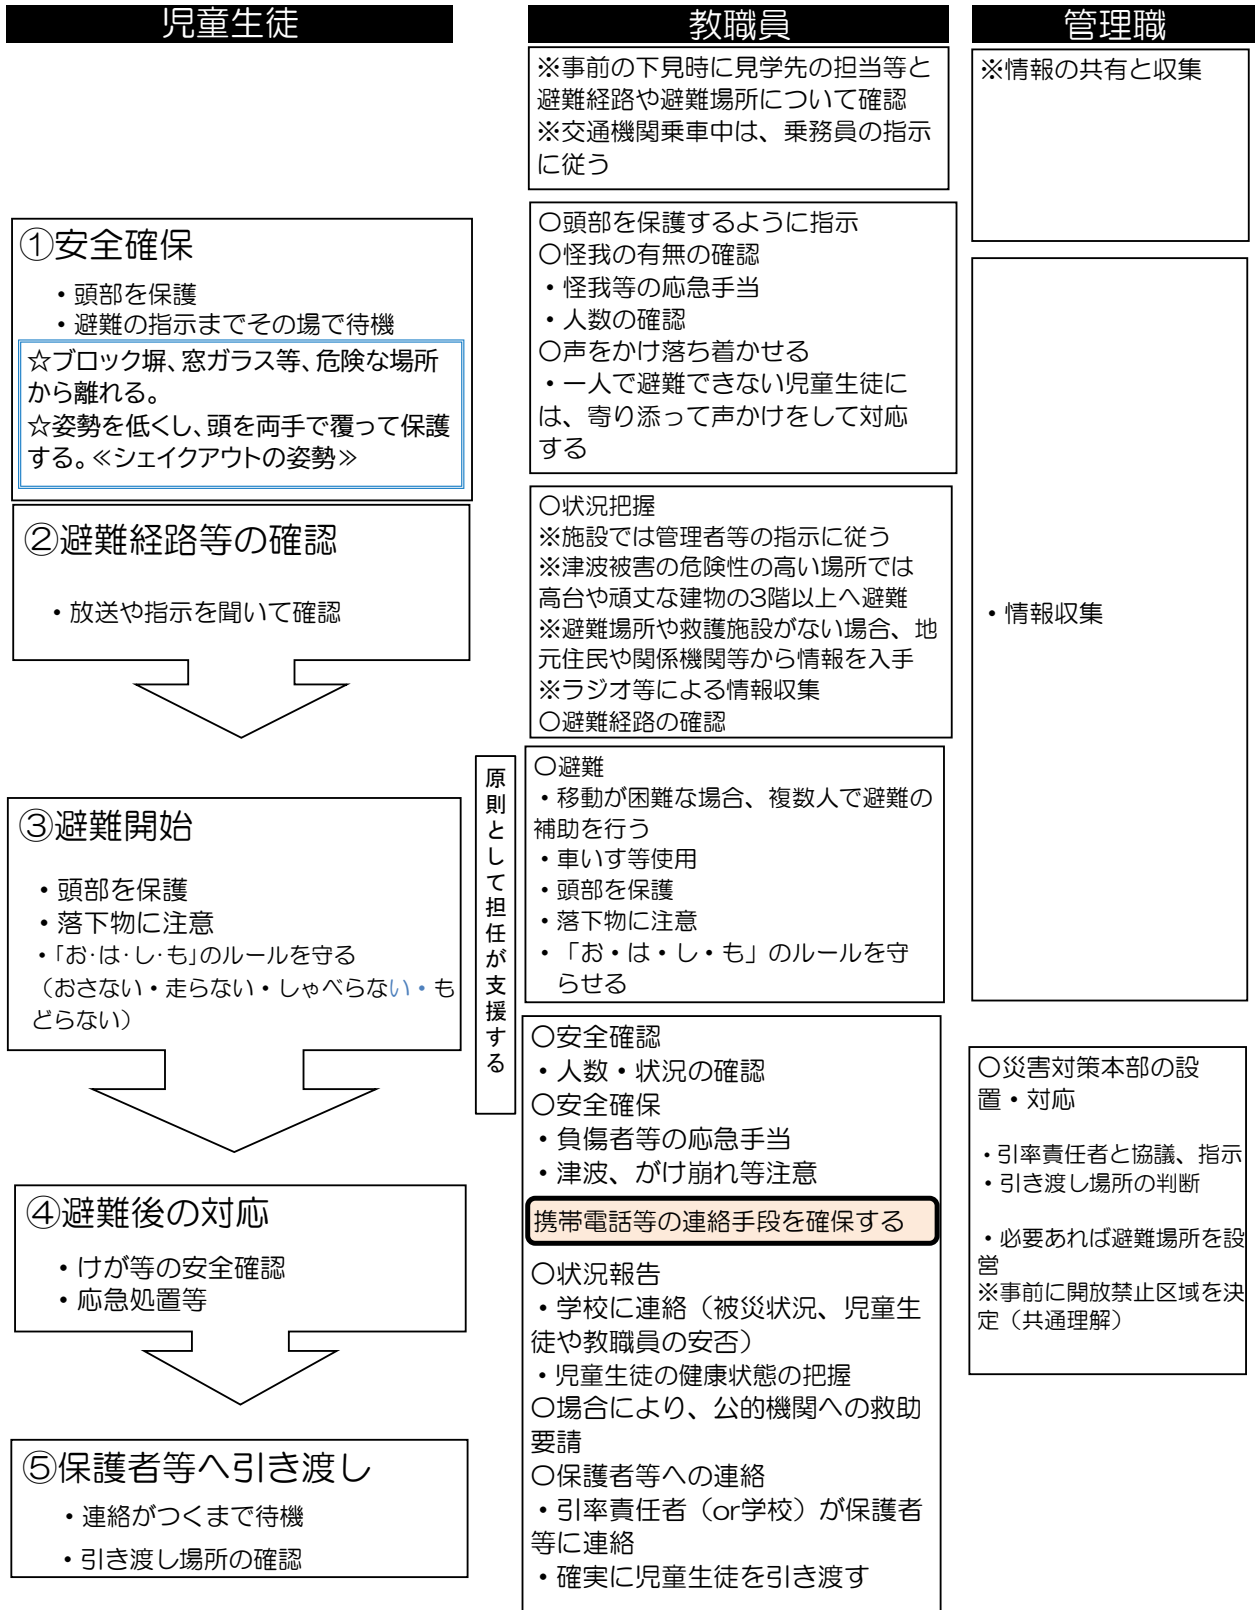 児童生徒
①安全確保
・頭部を保護
・避難の指示までその場で待機
☆ブロック塀、窓ガラス等、危険な場所
から離れる。
☆姿勢を低くし、頭を両手で覆って保護
する。≪シェイクアウトの姿勢≫
②避難経路等の確認
・放送や指示を聞いて確認
③避難開始
・頭部を保護
・落下物に注意
・「お・は・し・も」のルールを守る
（おさない・走らない・しゃべらない・も
どらない）
④避難後の対応
・けが等の安全確認
・応急処置等
⑤保護者等へ引き渡し
・連絡がつくまで待機
・引き渡し場所の確認
原則として担任が支援する
教職員
※事前の下見時に見学先の担当等と
避難経路や避難場所について確認
※交通機関乗車中は、乗務員の指示
に従う
〇頭部を保護するように指示
〇怪我の有無の確認
・怪我等の応急手当
・人数の確認
〇声をかけ落ち着かせる
・一人で避難できない児童生徒に
は、寄り添って声かけをして対応
する
〇状況把握
※施設では管理者等の指示に従う
※津波被害の危険性の高い場所では
高台や頑丈な建物の3階以上へ避難
※避難場所や救護施設がない場合、地
元住民や関係機関等から情報を入手
※ラジオ等による情報収集
〇避難経路の確認
〇避難
・移動が困難な場合、複数人で避難の
補助を行う
・車いす等使用
・頭部を保護
・落下物に注意
・「お・は・し・も」のルールを守
らせる
〇安全確認
・人数・状況の確認
〇安全確保
・負傷者等の応急手当
・津波、がけ崩れ等注意
携帯電話等の連絡手段を確保する
〇状況報告
・学校に連絡（被災状況、児童生
徒や教職員の安否）
・児童生徒の健康状態の把握
〇場合により、公的機関への救助
要請
〇保護者等への連絡
・引率責任者（or学校）が保護者
等に連絡
・確実に児童生徒を引き渡す
管理職
※情報の共有と収集
・情報収集
〇災害対策本部の設
置・対応
・引率責任者と協議、指示
・引き渡し場所の判断
・必要あれば避難場所を設
営
※事前に開放禁止区域を決
定（共通理解）